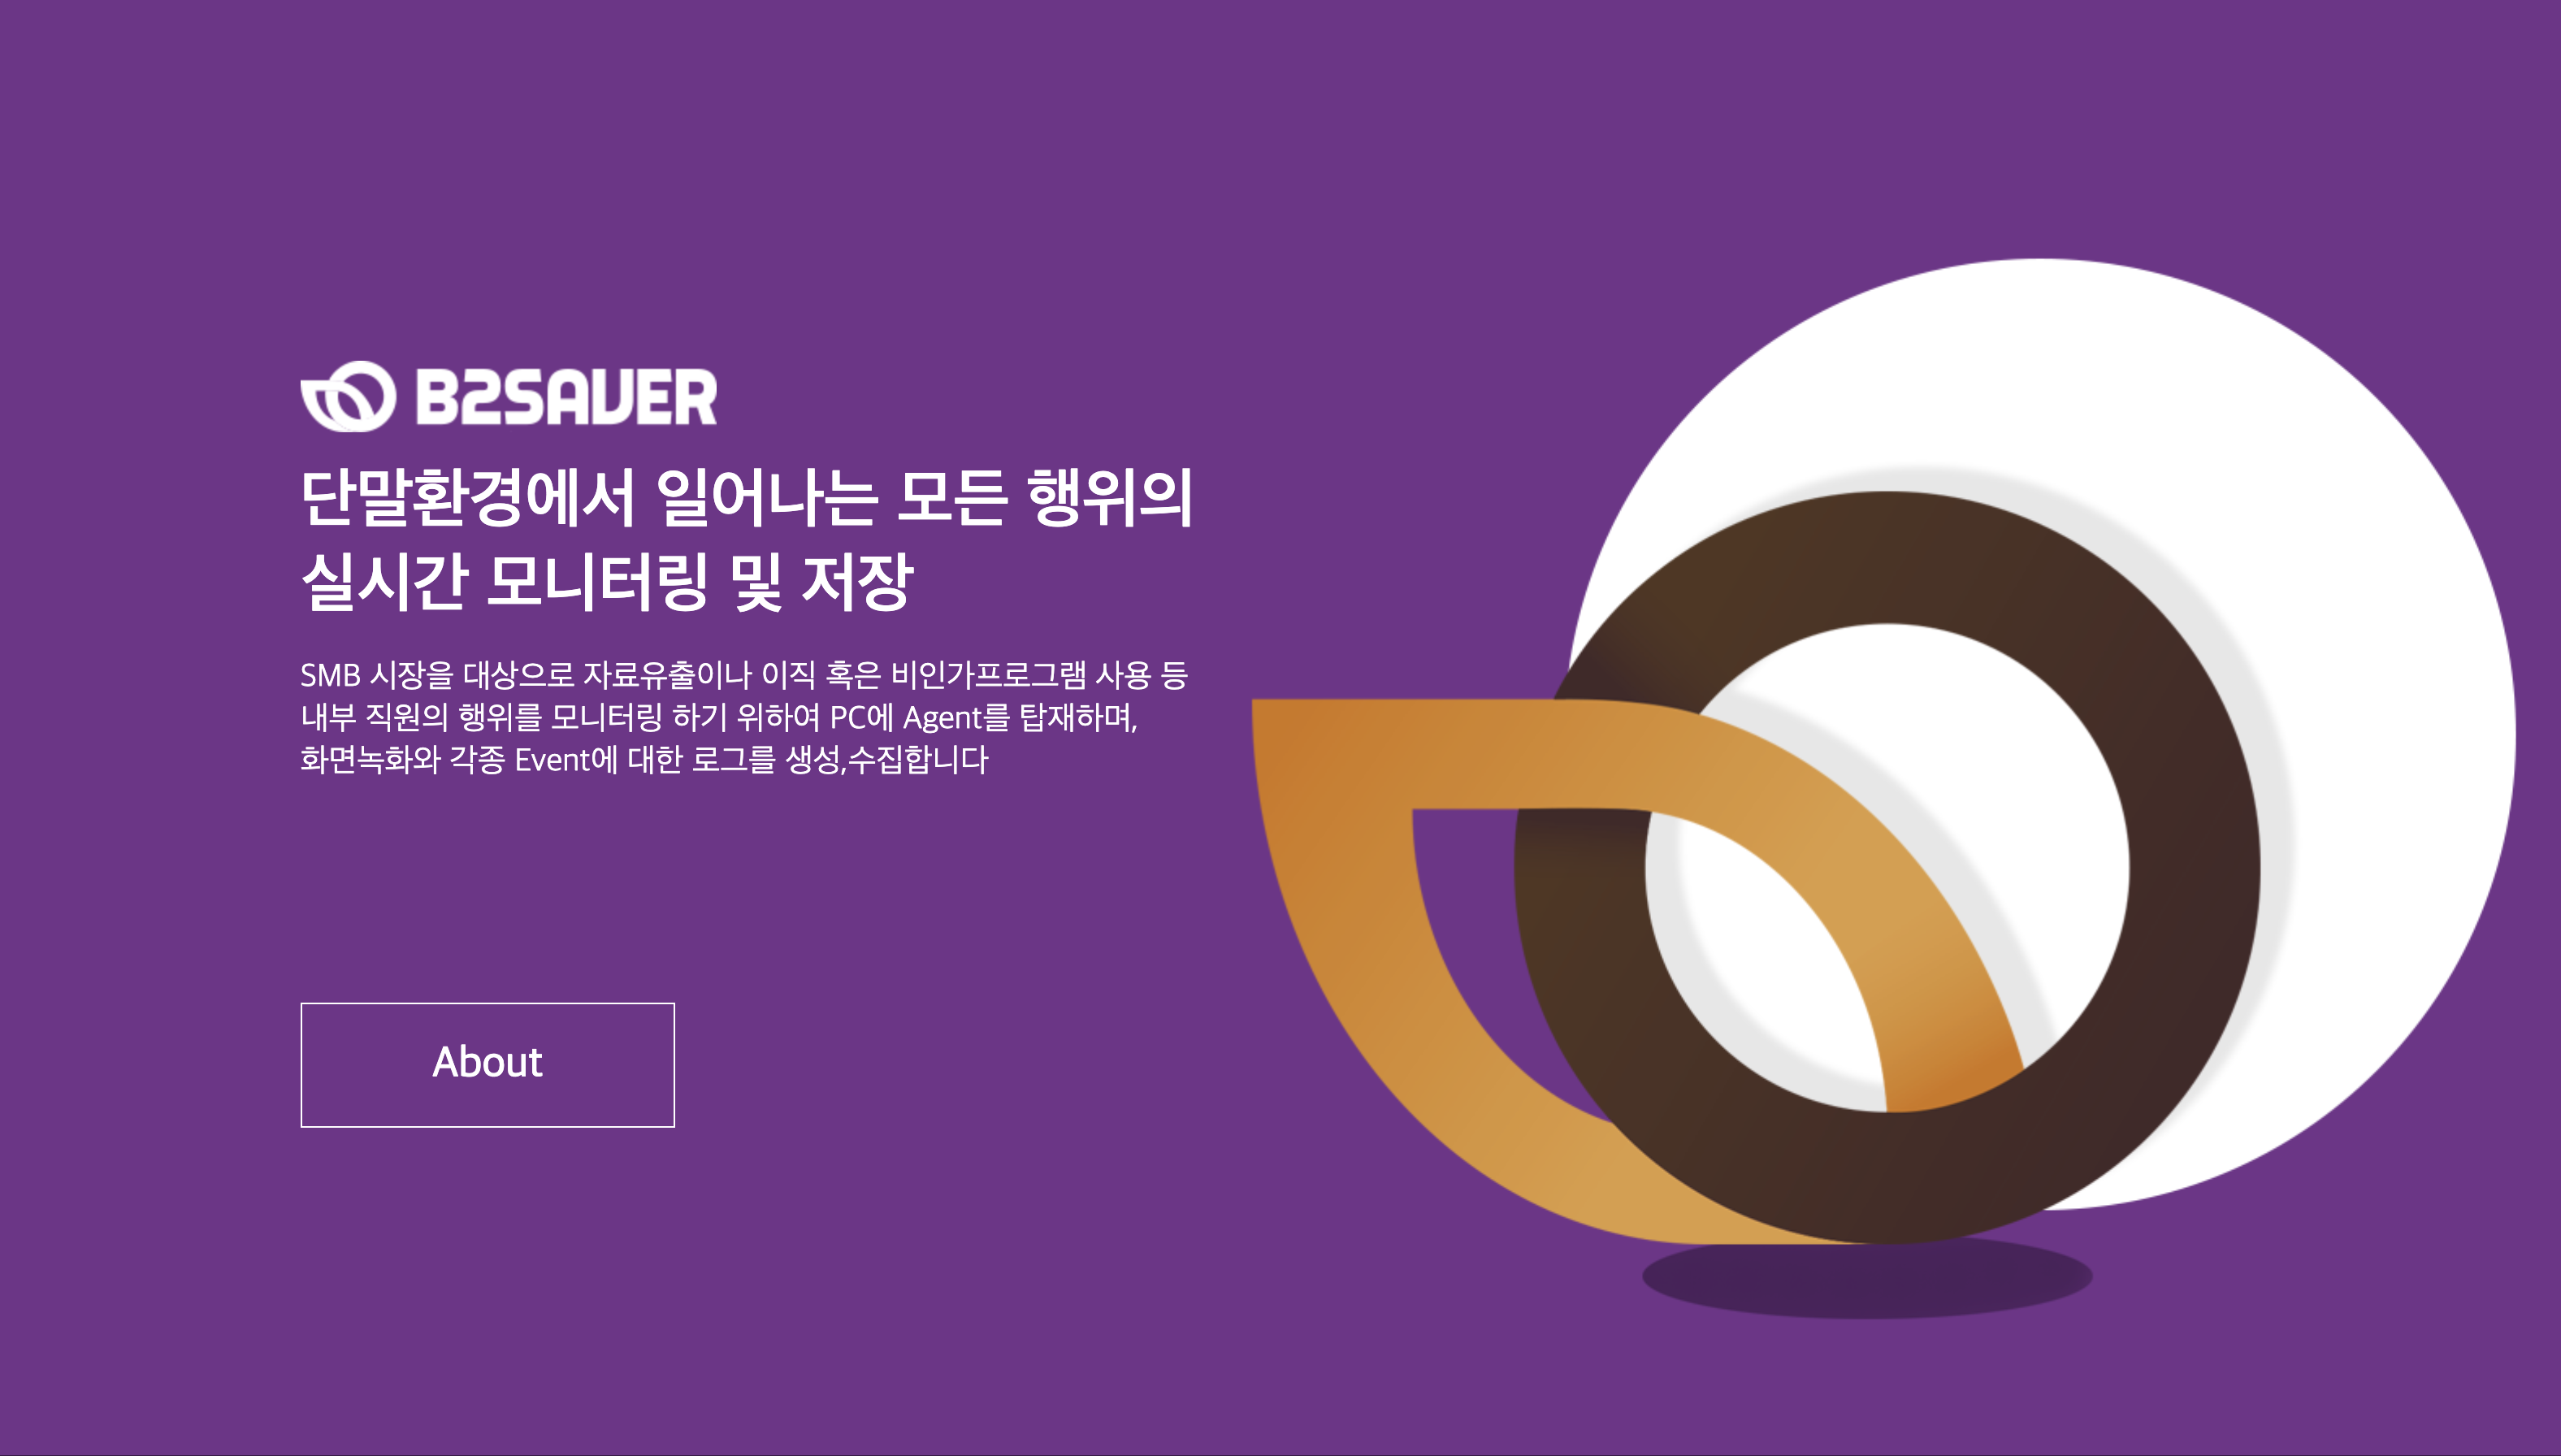 B2SAVER
단말환경에서 일어나는 모든 행위의
실시간 모니터링 및 저장
SMB 시장을 대상으로 자료유출이나 이직 혹은 비인가프로그램 사용 등
내부 직원의 행위를 모니터링 하기 위하여 PC에 Agent를 탑재하며,
화면녹화와 각종 Event에 대한 로그를 생성,수집합니다
About